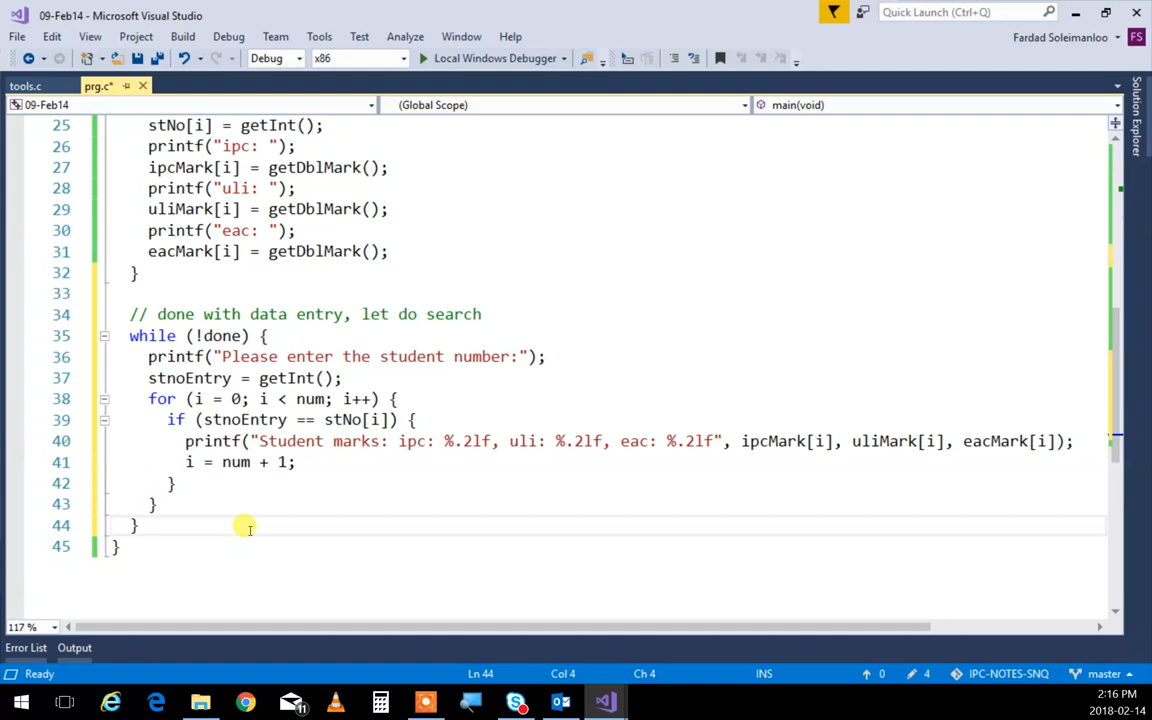 09-Feb14 - Microsoft Visual Studio
Quick Launch (Ctrl+Q)
File Edit View Project Build Debug Team Tools Test Analyze Window Help
Fardad Soleimanloo FS
Debug x86 Local Windows Debugger
tools.c prg.c*
09-Feb14 (Global Scope) main(void)
Solution Explorer
25 stNo[i] = getInt();
26 printf("ipc: ");
27 ipcMark[i] = getDblMark();
28 printf("uli: ");
29 uliMark[i] = getDblMark();
30 printf("eac: ");
31 eacMark[i] = getDblMark();
32 }
33
34 // done with data entry, let do search
35 while (!done) {
36 printf("Please enter the student number:");
37 stnoEntry = getInt();
38 for (i = 0; i < num; i++) {
39 if (stnoEntry == stNo[i]) {
40 printf("Student marks: ipc: %.2lf, uli: %.2lf, eac: %.2lf", ipcMark[i], uliMark[i], eacMark[i]);
41 i = num + 1;
42 }
43 }
44 }
45 }
117 %
Error List Output
Ready Ln 44 Col 4 Ch 4 INS 0 4 IPC-NOTES-SNQ master
11
2:16 PM
2018-02-14